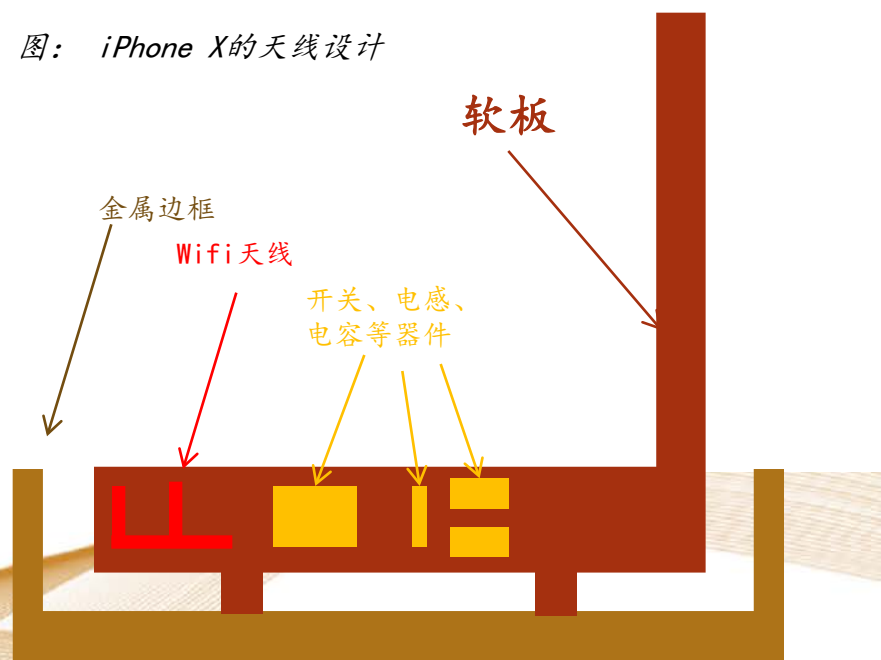 图： iPhone X的天线设计
软板
金属边框
Wifi天线
开关、电感、
电容等器件